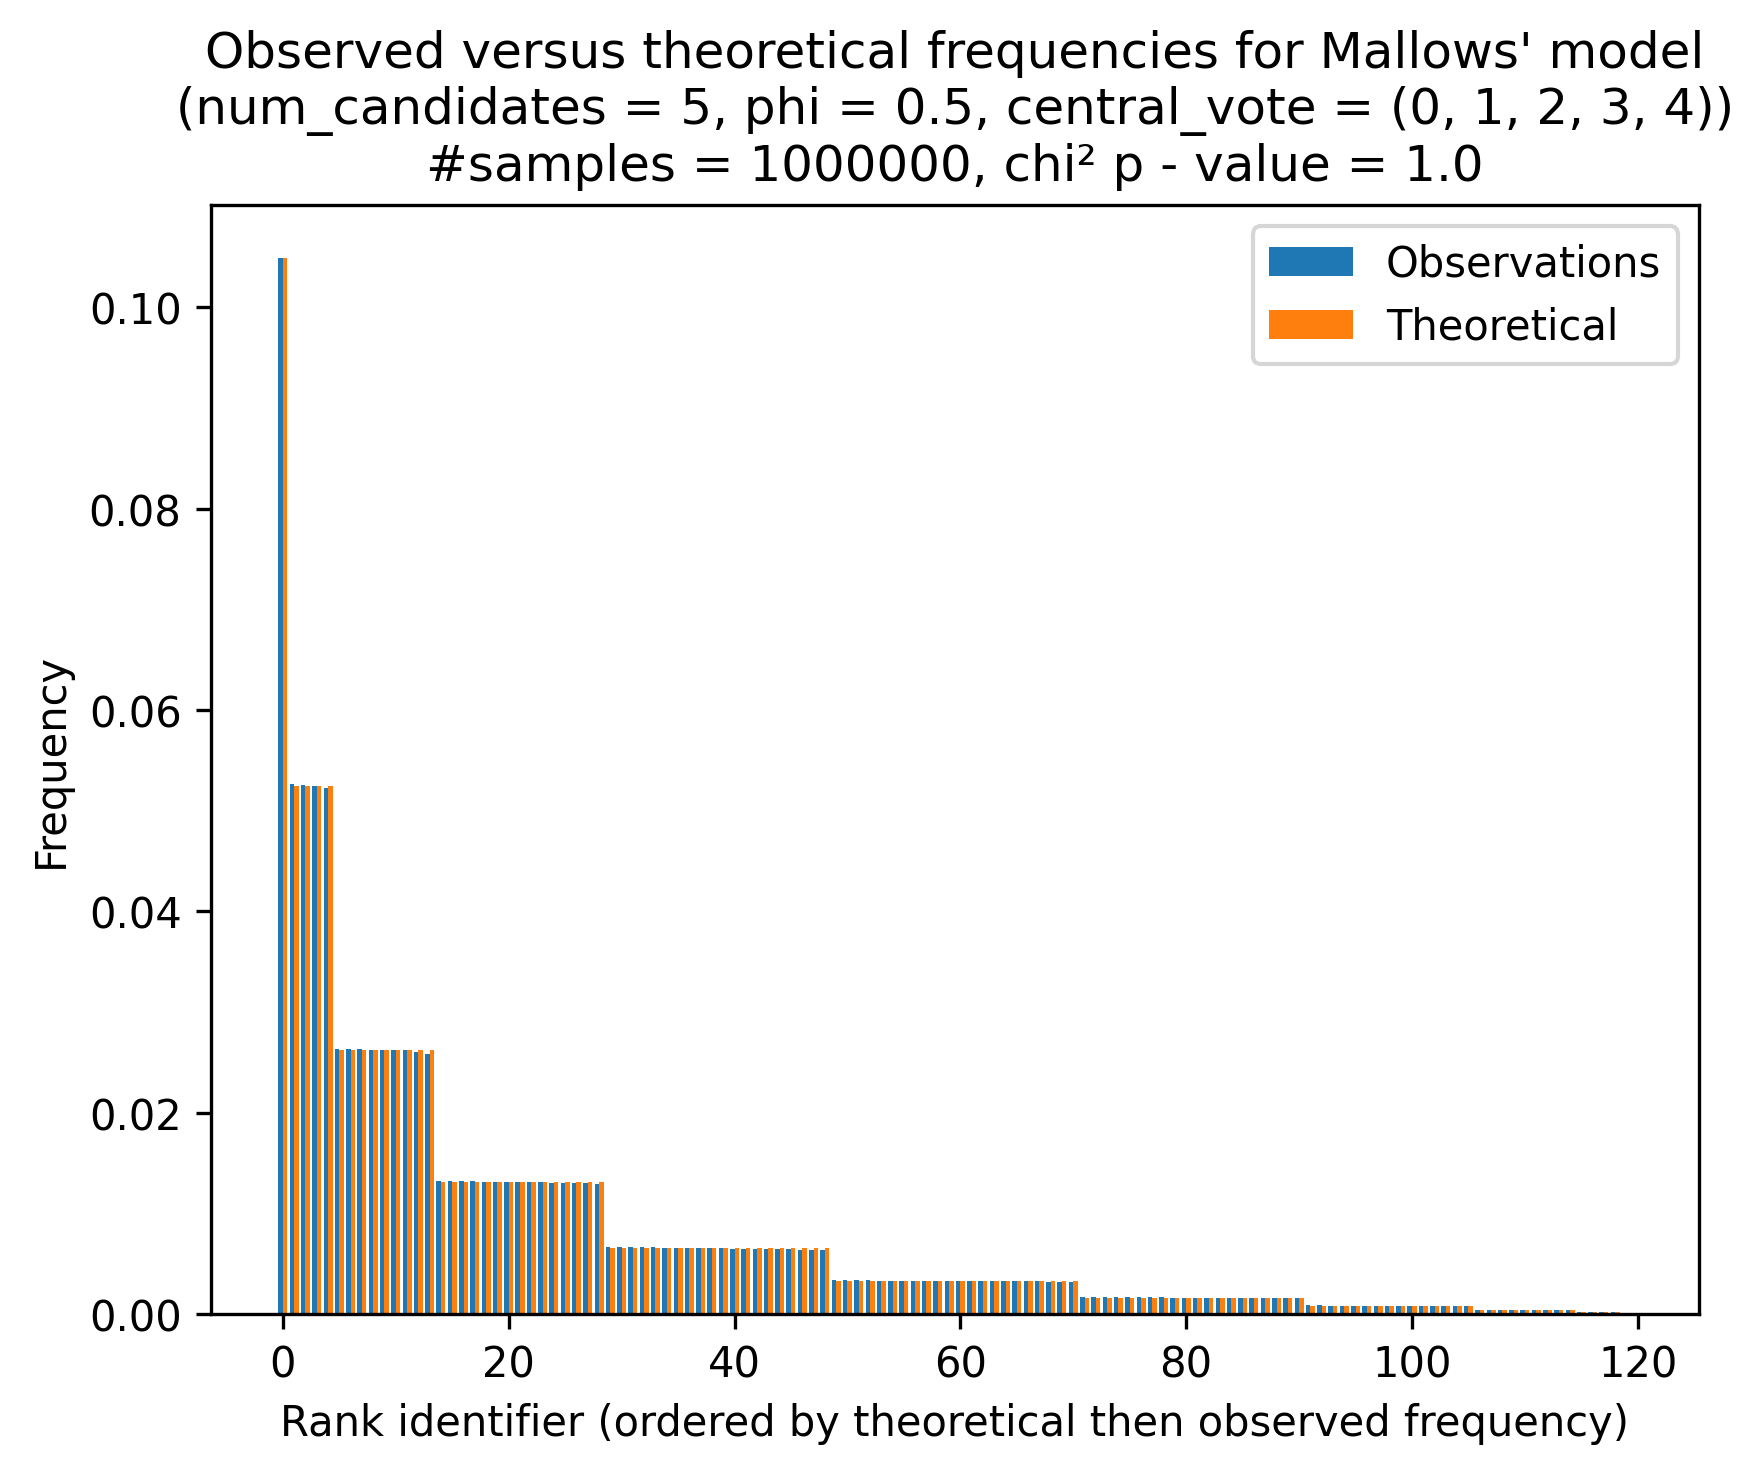 Observed versus theoretical frequencies for Mallows' model
(num_candidates = 5, phi = 0.5, central_vote = (0, 1, 2, 3, 4))
#samples = 1000000, chi² p - value = 1.0
Observations
Theoretical
0.10
0.08
0.06
0.04
0.02
0.00
Frequency
0 20 40 60 80 100 120
Rank identifier (ordered by theoretical then observed frequency)